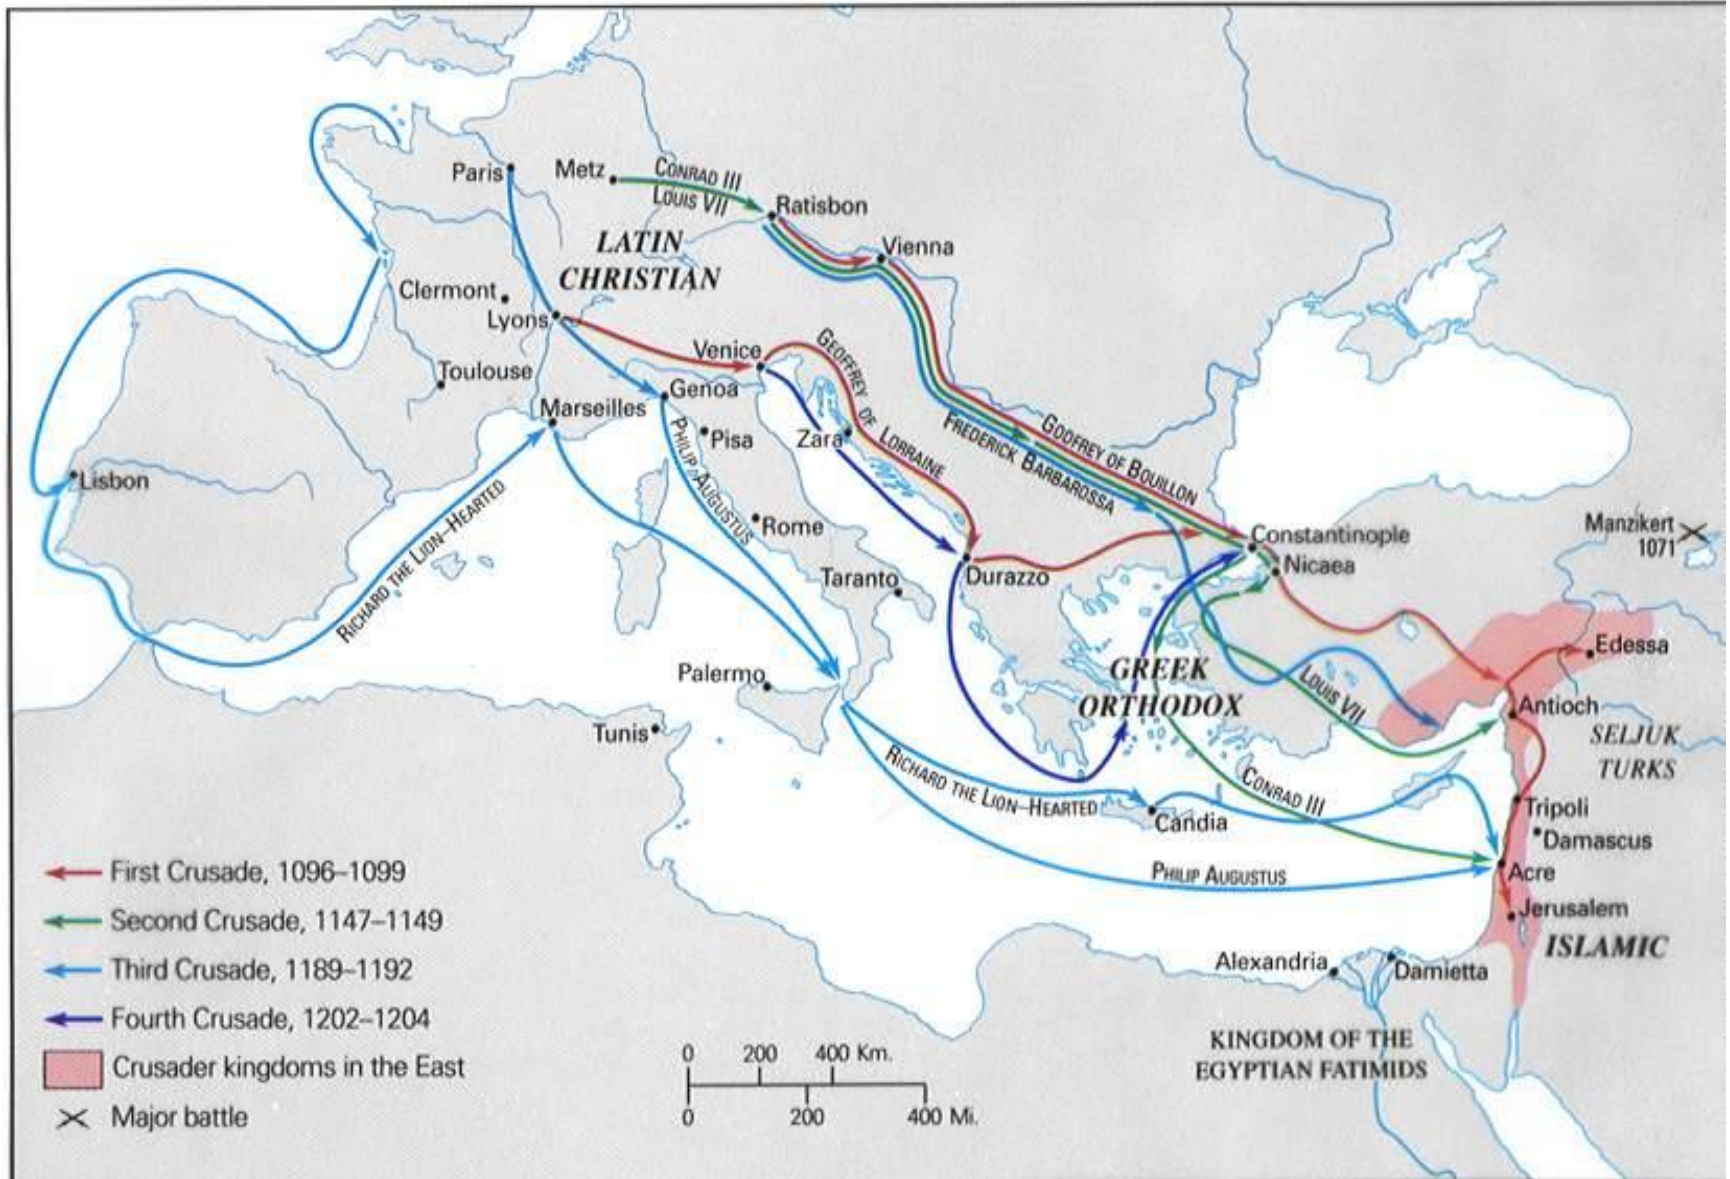 Paris
Metz
CONRAD III
LOUIS VII
Ratisbon
LATIN
CHRISTIAN
Vienna
Clermont
Lyons
Venice
GEOFFREY OF LORRAINE
Toulouse
Genoa
Marseilles
Pisa
Zara
PHILIP AUGUSTUS
FREDERICK BARBAROSSA
GODFREY OF BOUILLON
Lisbon
RICHARD THE LION–HEARTED
Rome
Manzikert
1071
Constantinople
Nicaea
Taranto
Durazzo
Edessa
Palermo
GREEK
ORTHODOX
LOUIS VII
Antioch
Tunis
SELJUK
TURKS
RICHARD THE LION–HEARTED
CONRAD III
Candia
Tripoli
Damascus
PHILIP AUGUSTUS
Acre
Jerusalem
ISLAMIC
Alexandria
Damietta
KINGDOM OF THE
EGYPTIAN FATIMIDS
First Crusade, 1096–1099
Second Crusade, 1147–1149
Third Crusade, 1189–1192
Fourth Crusade, 1202–1204
Crusader kingdoms in the East
Major battle
0 200 400 Km.
0 200 400 Mi.